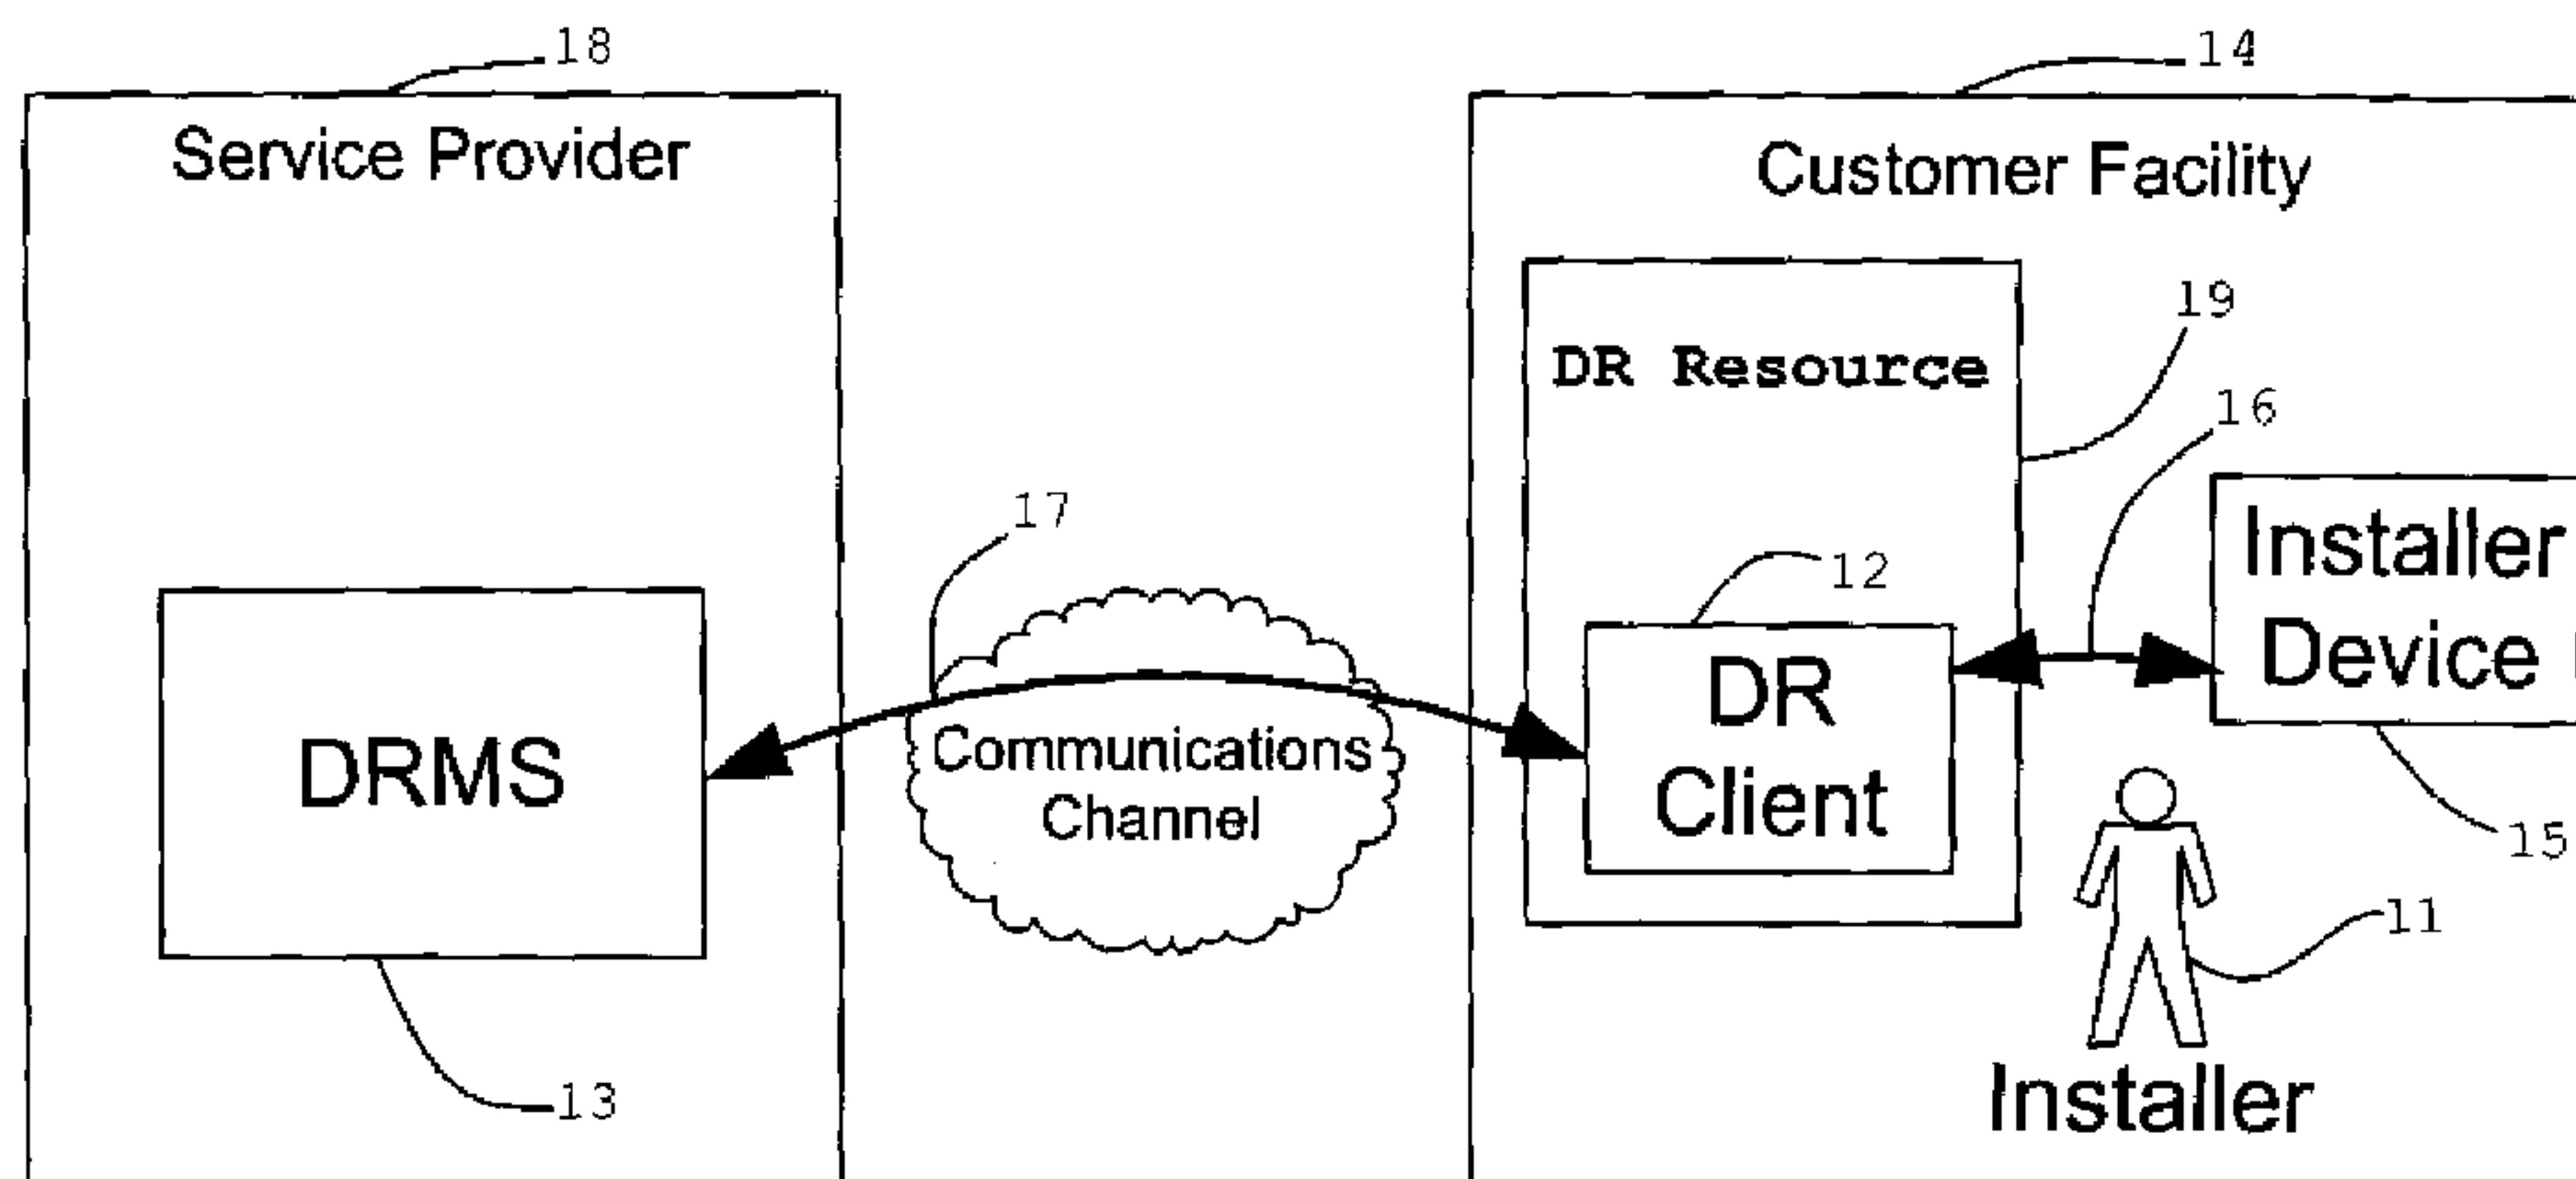 18
14
Service Provider
Customer Facility
19
DR Resource
16
17
Installer
Device
12
DR
Client
Communications
Channel
DRMS
15
11
13
Installer